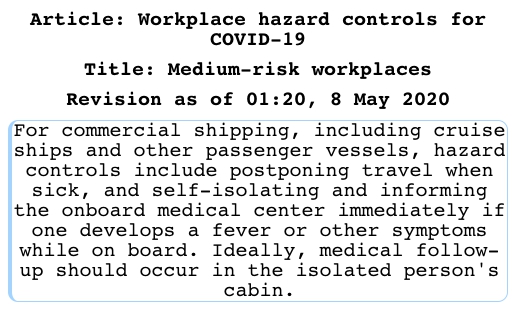 Article: Workplace hazard controls for
COVID-19
Title: Medium-risk workplaces
Revision as of 01:20, 8 May 2020
For commercial shipping, including cruise
ships and other passenger vessels, hazard
controls include postponing travel when
sick, and self-isolating and informing
the onboard medical center immediately if
one develops a fever or other symptoms
while on board. Ideally, medical follow-
up should occur in the isolated person's
cabin.